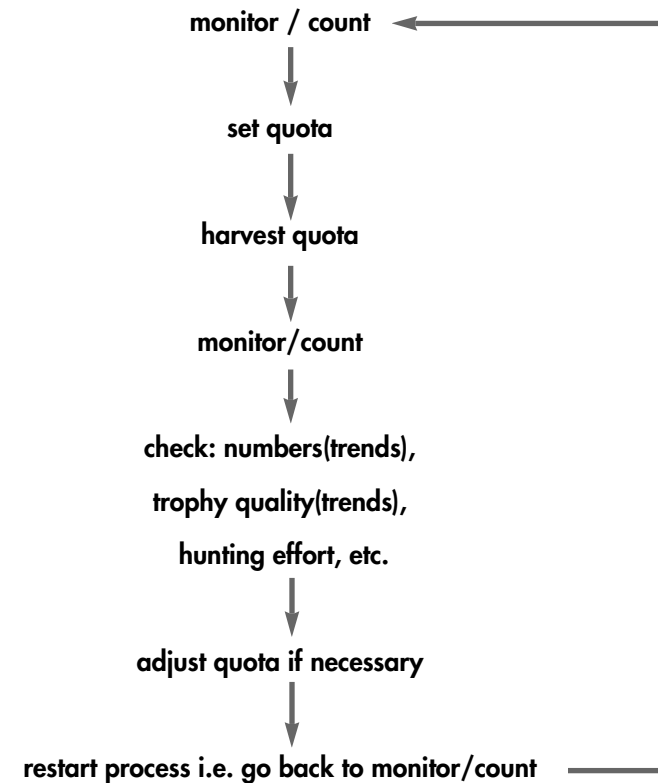 monitor / count
set quota
harvest quota
monitor/count
check: numbers(trends),
trophy quality(trends),
hunting effort, etc.
adjust quota if necessary
restart process i.e. go back to monitor/count